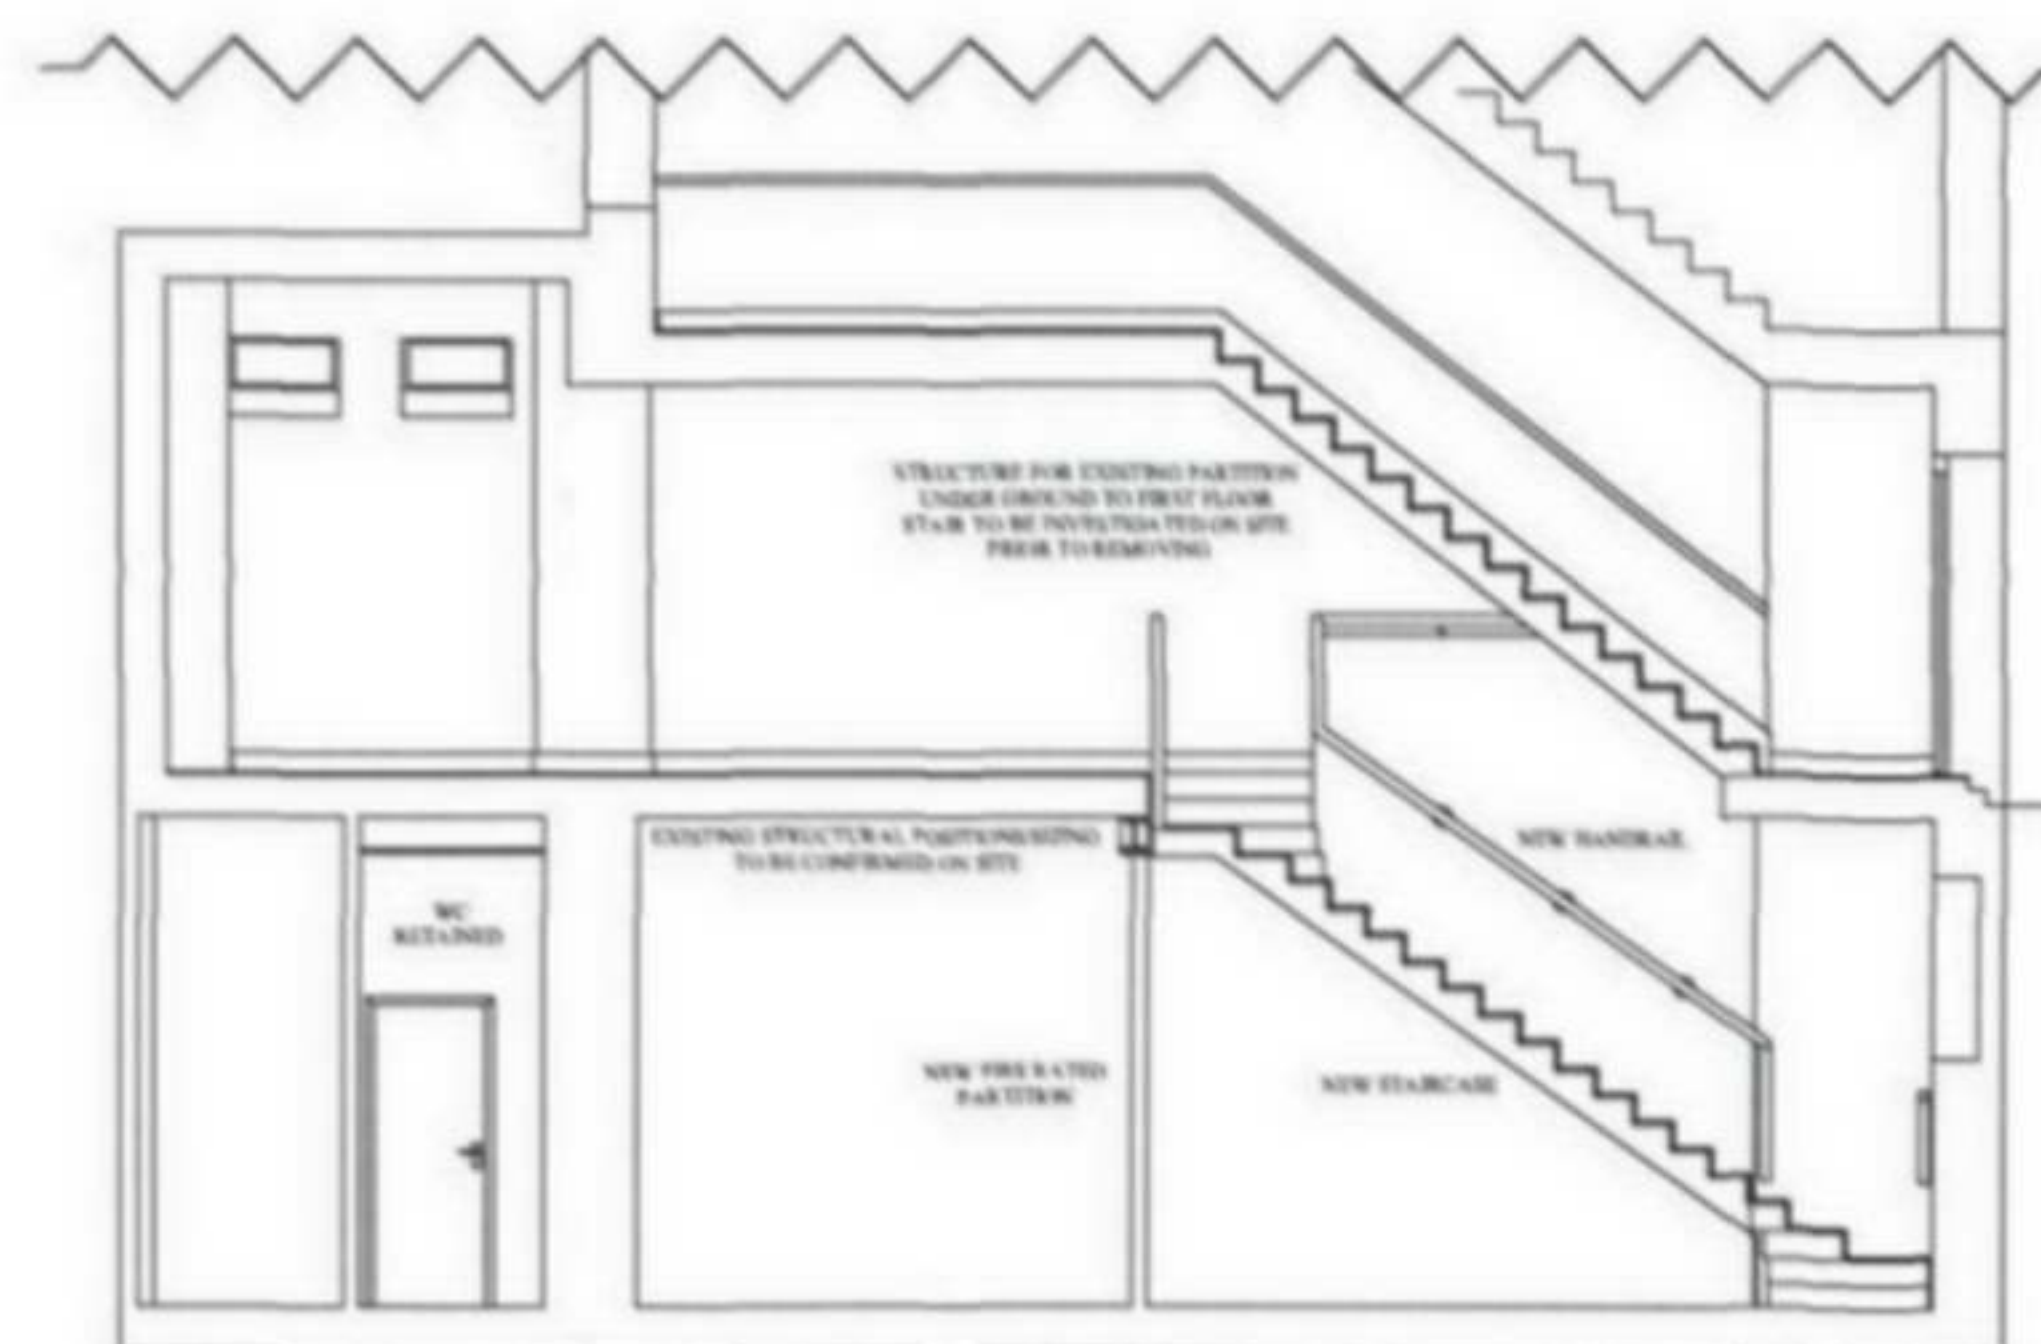 STRUCTURE FOR EXISTING PARTITION
UNDER GROUND TO FIRST FLOOR
STAIR TO BE INVESTIGATED ON SITE
PRIOR TO REMOVING
EXISTING STRUCTURAL POSITIONS/SIZING
TO BE CONFIRMED ON SITE
NEW HANDRAIL
WC
RETAINED
NEW FIRE RATED
PARTITION
NEW STAIRCASE